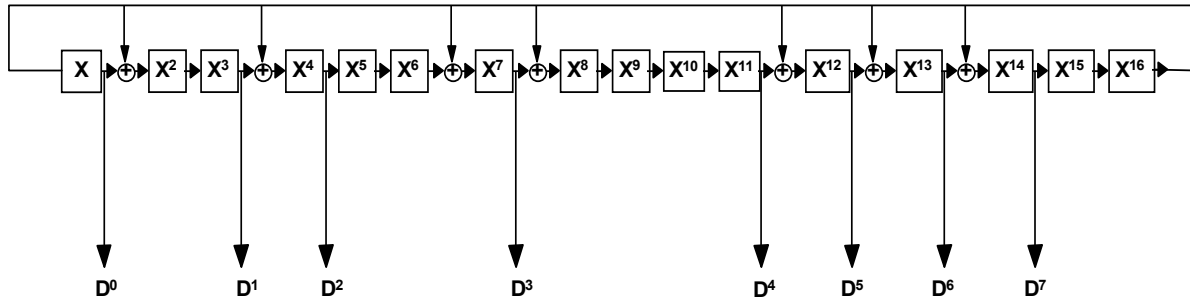 X X² X³ X⁴ X⁵ X⁶ X⁷ X⁸ X⁹ X¹⁰ X¹¹ X¹² X¹³ X¹⁴ X¹⁵ X¹⁶
D⁰ D¹ D² D³ D⁴ D⁵ D⁶ D⁷